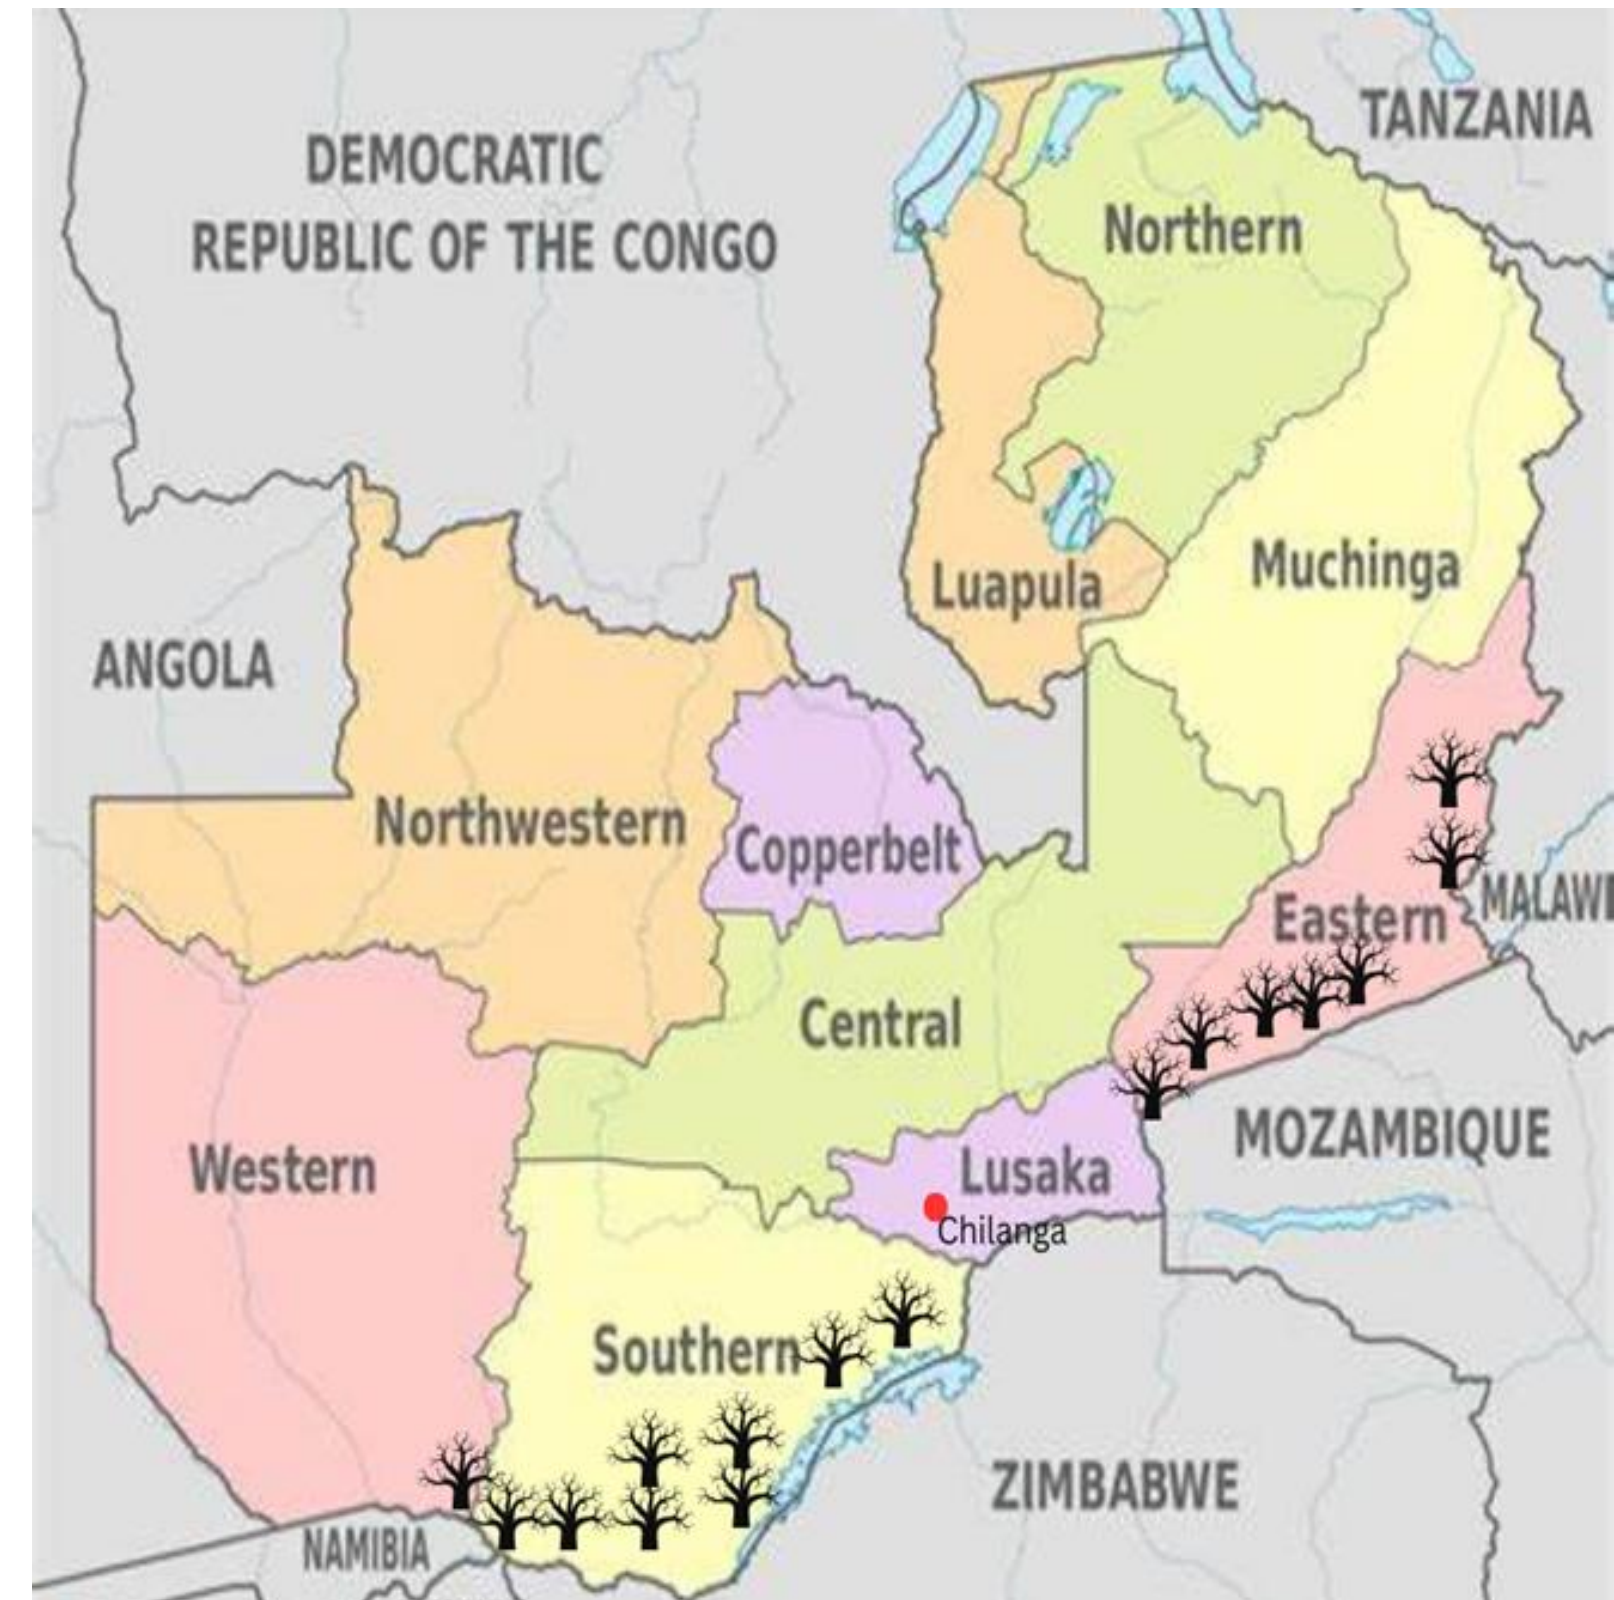 TANZANIA
DEMOCRATIC
REPUBLIC OF THE CONGO
Northern
Luapula
Muchinga
ANGOLA
Northwestern
Copperbelt
Eastern
MALAWI
Central
Western
Lusaka
MOZAMBIQUE
Chilanga
Southern
ZIMBABWE
NAMIBIA